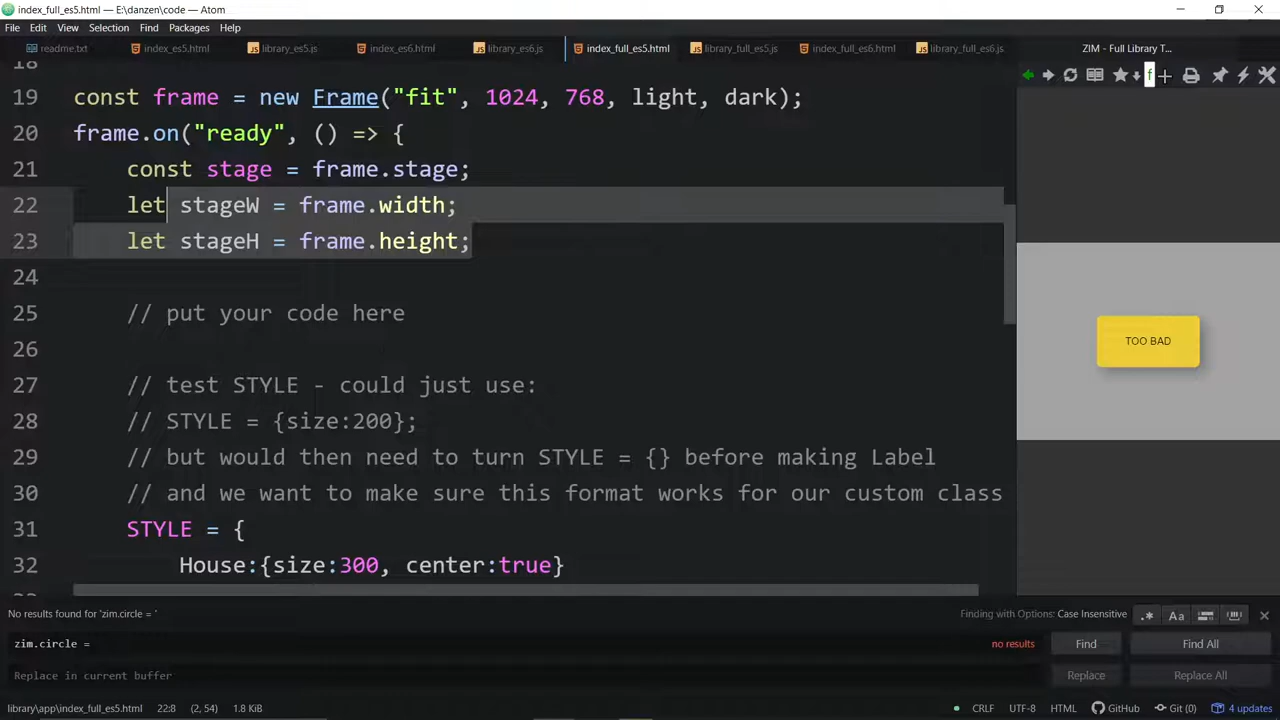 index_full_es5.html — E:\danzen\code — Atom
File Edit View Selection Find Packages Help
readme.txt index_es5.html library_es5.js index_es6.html library_es6.js index_full_es5.html library_full_es5.js index_full_es6.html library_full_es6.js ZIM - Full Library T...
18
19 const frame = new Frame("fit", 1024, 768, light, dark);
20 frame.on("ready", () => {
21 const stage = frame.stage;
22 let stageW = frame.width;
23 let stageH = frame.height;
24
25 // put your code here
26
27 // test STYLE - could just use:
28 // STYLE = {size:200};
29 // but would then need to turn STYLE = {} before making Label
30 // and we want to make sure this format works for our custom class
31 STYLE = {
32 House:{size:300, center:true}
f
TOO BAD
No results found for 'zim.circle = '
Finding with Options: Case Insensitive
.* Aa
zim.circle =
no results Find Find All
Replace in current buffer
Replace Replace All
library\app\index_full_es5.html 22:8 (2, 54) 1.8 KiB CRLF UTF-8 HTML GitHub Git (0) 4 updates